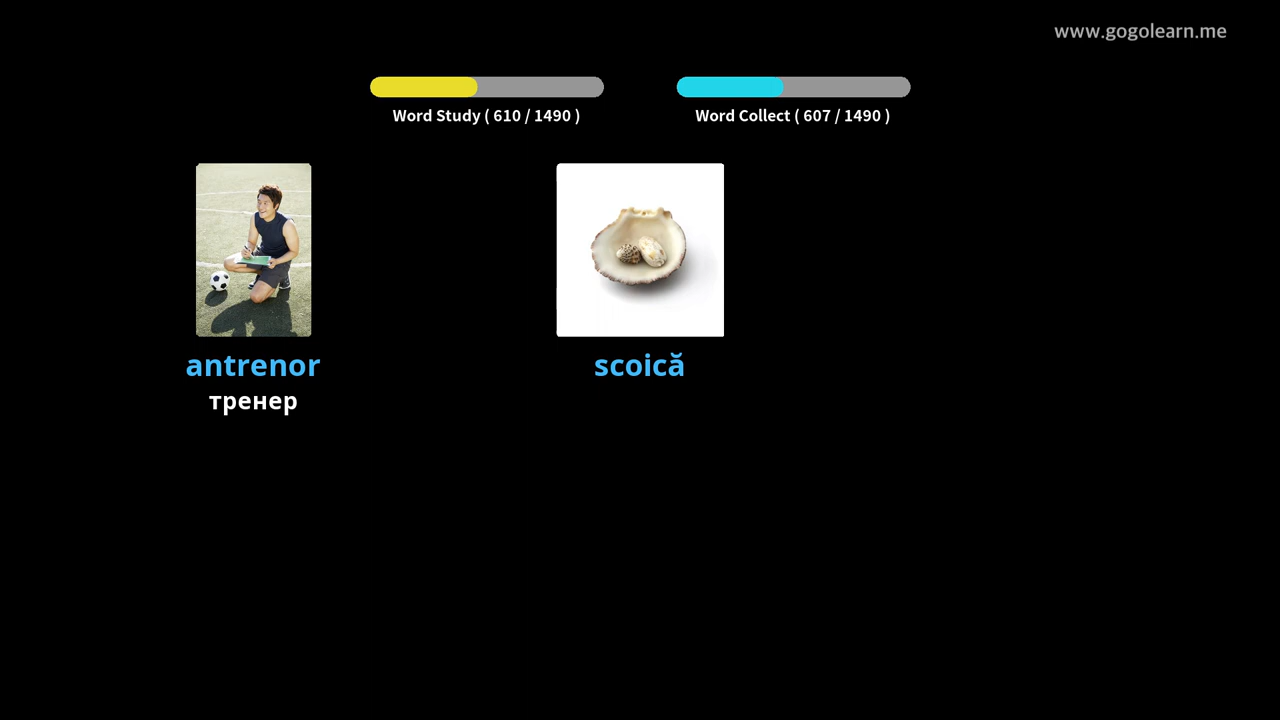 www.gogolearn.me
Word Study ( 610 / 1490 )
Word Collect ( 607 / 1490 )
antrenor
тренер
scoică